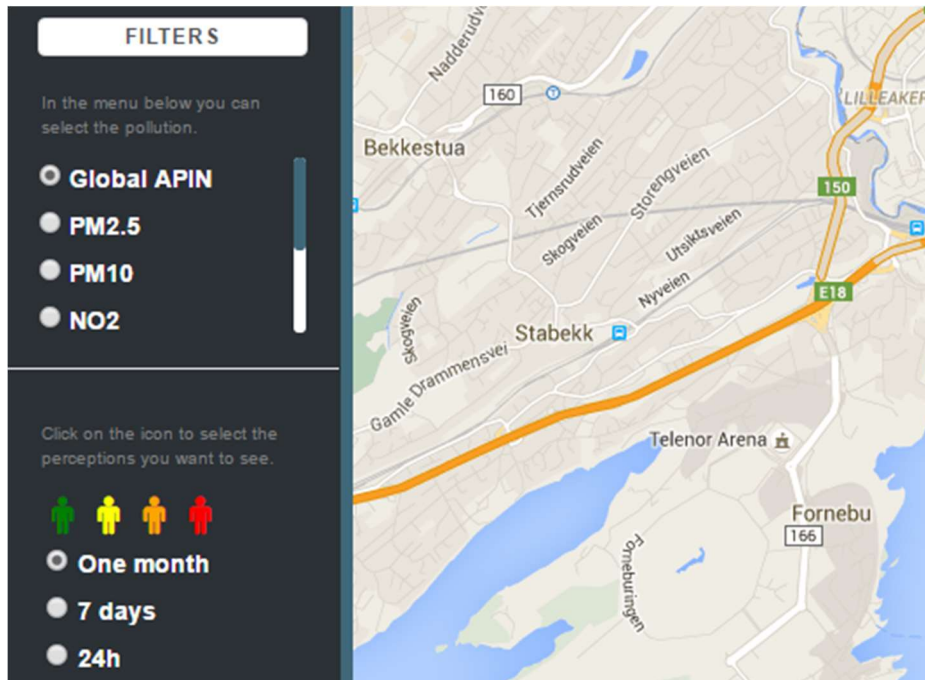 FILTERS
In the menu below you can
select the pollution.
Global APIN
PM2.5
PM10
NO2
Click on the icon to select the
perceptions you want to see.
One month
7 days
24h
Nadderudv
160
T
LILLEAKER
Bekkestua
Tjernsrudveien
Storengveien
150
Skogveien
Utsiktsveien
Nyveien
E18
Skogveien
Stabekk
Gamle Drammensvei
Telenor Arena
Fornebu
166
Forneburingen